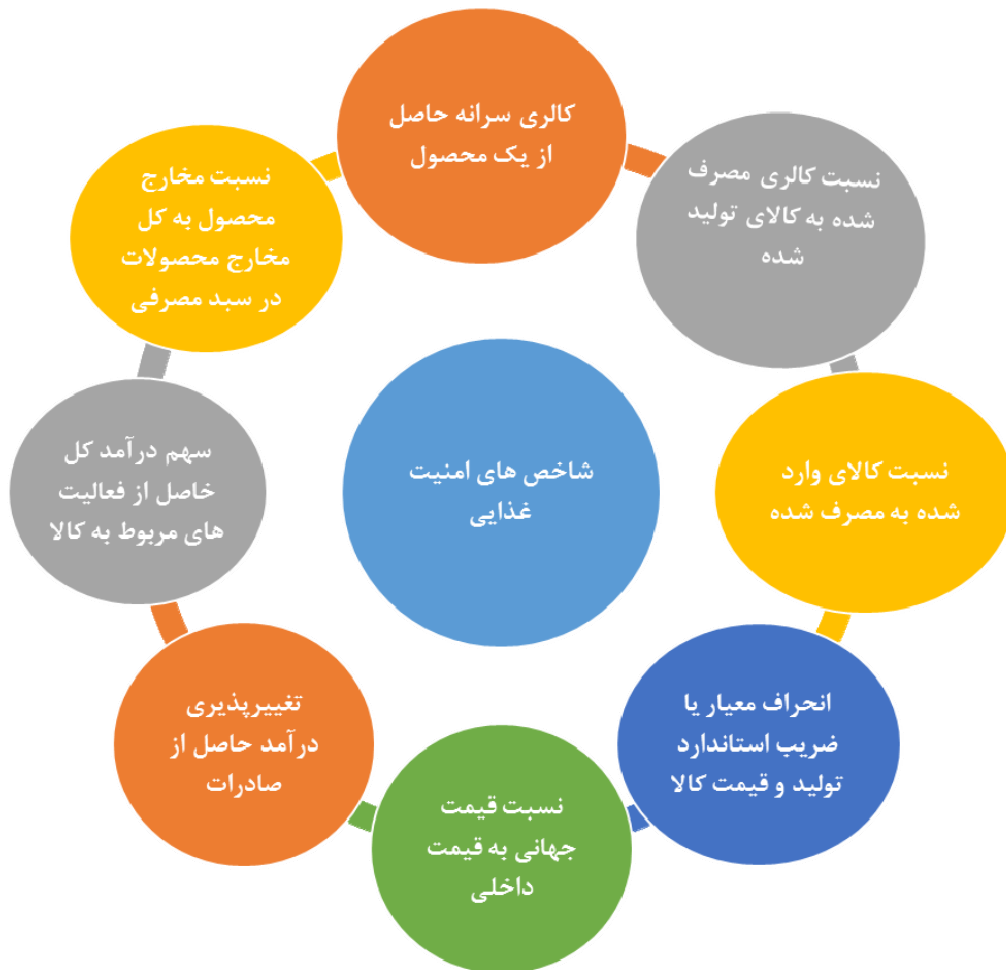 کالری سرانه حاصل
از یک محصول
نسبت کالری مصرف
شده به کالای تولید
شده
نسبت کالای وارد
شده به مصرف شده
انحراف معیار یا
ضریب استاندارد
تولید و قیمت کالا
نسبت قیمت
جهانی به قیمت
داخلی
تغییرپذیری
درآمد حاصل از
صادرات
سهم درآمد کل
خاصل از فعالیت
های مربوط به کالا
نسبت مخارج
محصول به کل
مخارج محصولات
در سبد مصرفی
شاخص های امنیت
غذایی